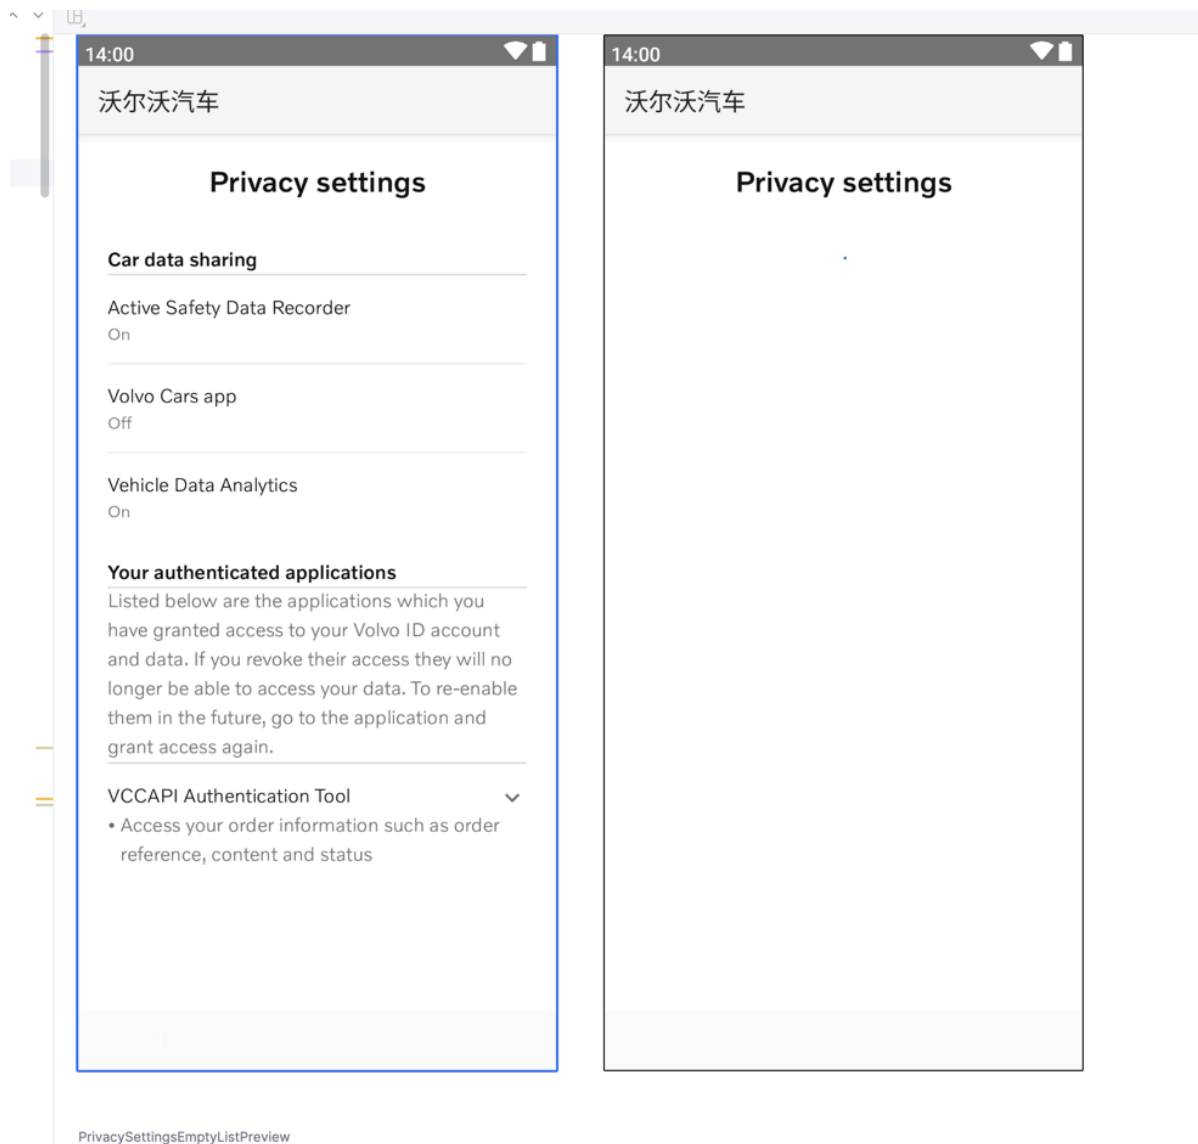 14:00
沃尔沃汽车
Privacy settings
Car data sharing
Active Safety Data Recorder
On
Volvo Cars app
Off
Vehicle Data Analytics
On
Your authenticated applications
Listed below are the applications which you
have granted access to your Volvo ID account
and data. If you revoke their access they will no
longer be able to access your data. To re-enable
them in the future, go to the application and
grant access again.
VCCAPI Authentication Tool
• Access your order information such as order
reference, content and status
14:00
沃尔沃汽车
Privacy settings
PrivacySettingsEmptyListPreview